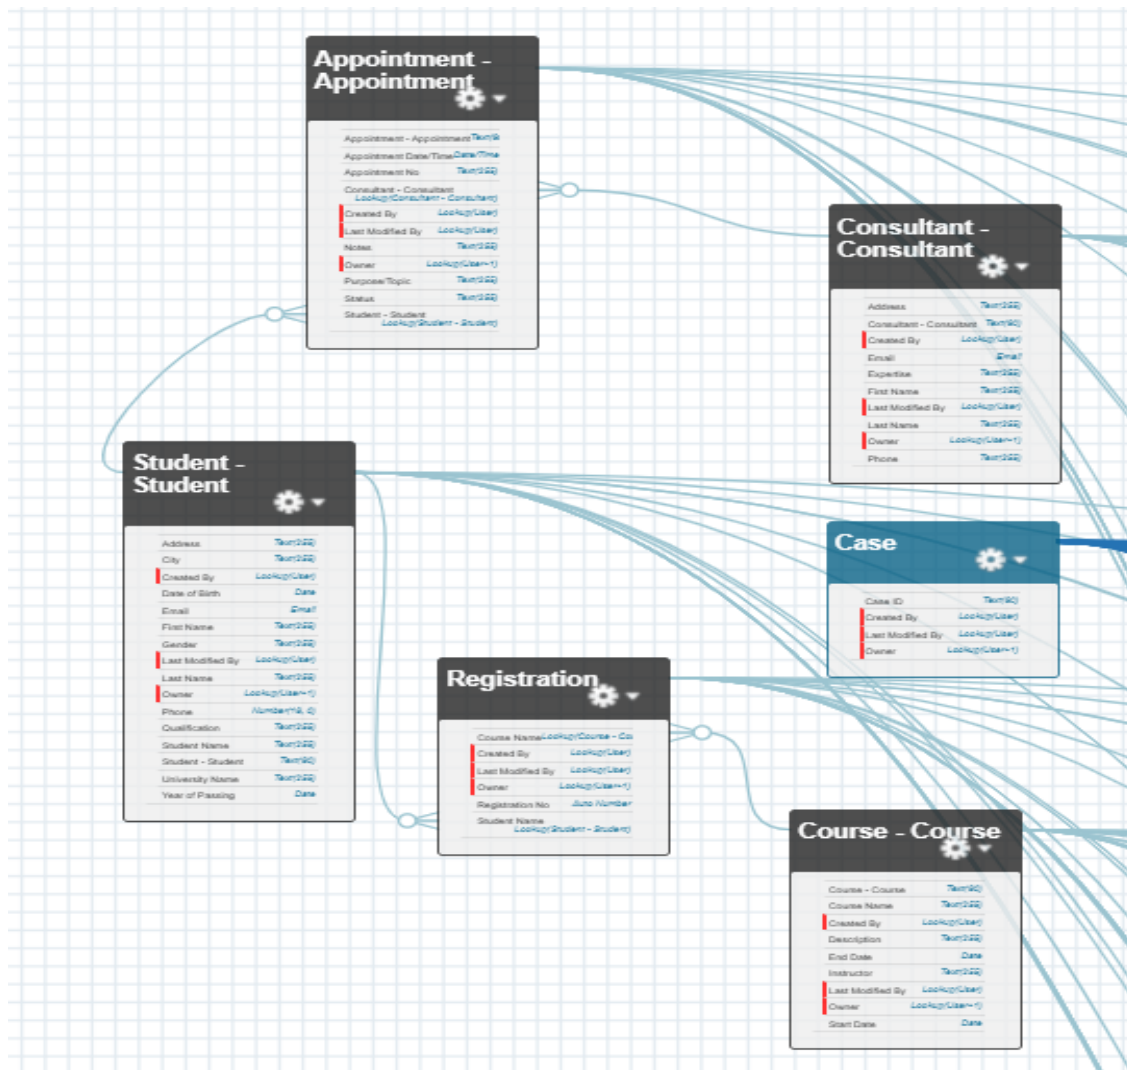 Appointment -
Appointment
Appointment - Appointment Text(8
Appointment Date/Time Date/Time
Appointment No Text(255)
Consultant - Consultant
Lookup(Consultant - Consultant)
Created By Lookup(User)
Last Modified By Lookup(User)
Notes Text(255)
Owner Lookup(User+1)
Purpose/Topic Text(255)
Status Text(255)
Student - Student
Lookup(Student - Student)
Consultant -
Consultant
Address Text(255)
Consultant - Consultant Text(80)
Created By Lookup(User)
Email Email
Expertise Text(255)
First Name Text(255)
Last Modified By Lookup(User)
Last Name Text(255)
Owner Lookup(User+1)
Phone Text(255)
Student -
Student
Address Text(255)
City Text(255)
Created By Lookup(User)
Date of Birth Date
Email Email
First Name Text(255)
Gender Text(255)
Last Modified By Lookup(User)
Last Name Text(255)
Owner Lookup(User+1)
Phone Number(18, 0)
Qualification Text(255)
Student Name Text(255)
Student - Student Text(80)
University Name Text(255)
Year of Passing Date
Case
Case ID Text(80)
Created By Lookup(User)
Last Modified By Lookup(User)
Owner Lookup(User+1)
Registration
Course Name Lookup(Course - Cou
Created By Lookup(User)
Last Modified By Lookup(User)
Owner Lookup(User+1)
Registration No Auto Number
Student Name
Lookup(Student - Student)
Course - Course
Course - Course Text(80)
Course Name Text(255)
Created By Lookup(User)
Description Text(255)
End Date Date
Instructor Text(255)
Last Modified By Lookup(User)
Owner Lookup(User+1)
Start Date Date